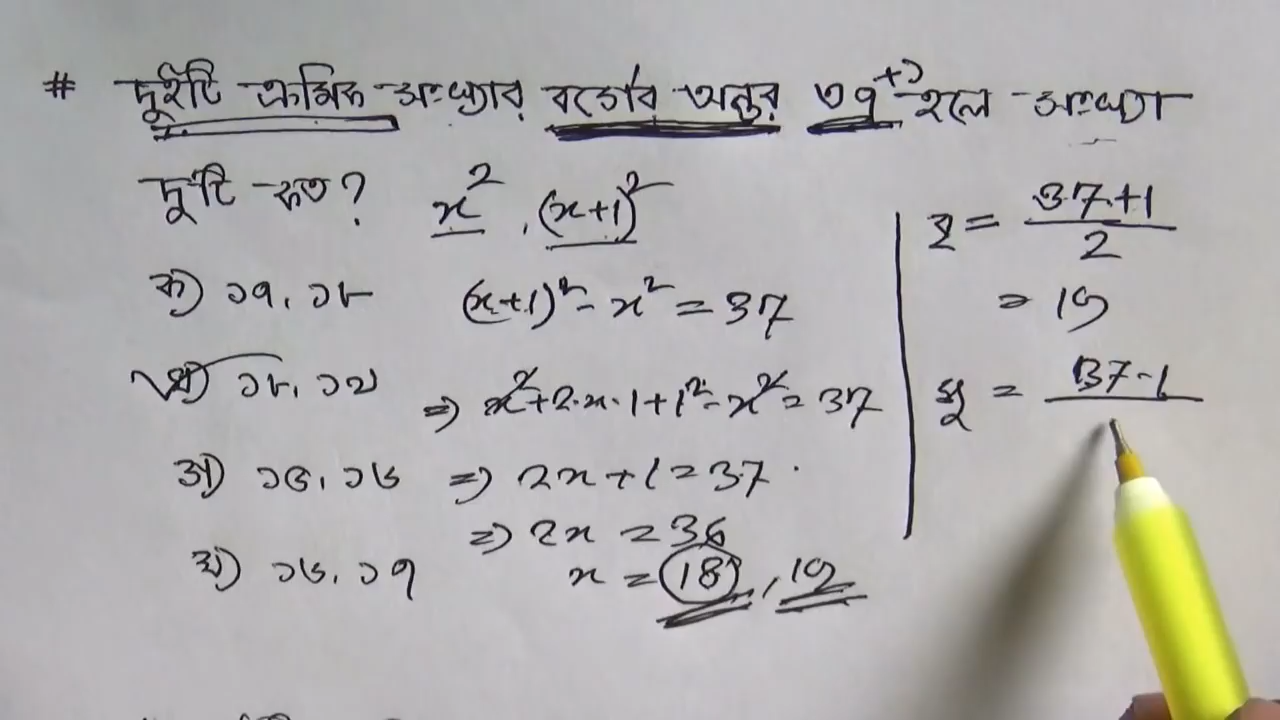 # দুইটি ক্রমিক সংখ্যার বর্গের অন্তর ৩৭ +১ হলে সংখ্যা
দুটি কত? x², (x+1)²
ক) ১৭, ১৮ (x+1)² - x² = 37
খ) ১৮, ১৯ ⇒ x² + 2·x·1 + 1² - x² = 37
গ) ১৫, ১৬ ⇒ 2x + 1 = 37
⇒ 2x = 36
ঘ) ১৬, ১৭ x = 18, 19
বৃ = 37+1
2
= 19
ক্ষু = 37-1